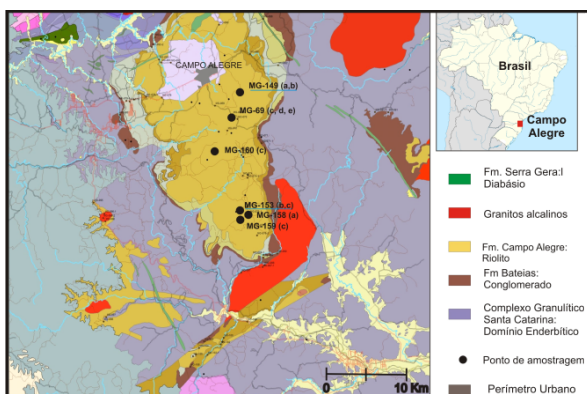 CAMPO ALEGRE
MG-149 (a,b)
MG-69 (c, d, e)
MG-160 (c)
MG-153 (b,c)
MG-158 (a)
MG-159 (c)
0
10 Km
Brasil
Campo
Alegre
Fm. Serra Gera:l
Diabásio
Granitos alcalinos
Fm. Campo Alegre:
Riolito
Fm Bateias:
Conglomerado
Complexo Granulítico
Santa Catarina:
Domínio Enderbítico
Ponto de amostragem
Perímetro Urbano